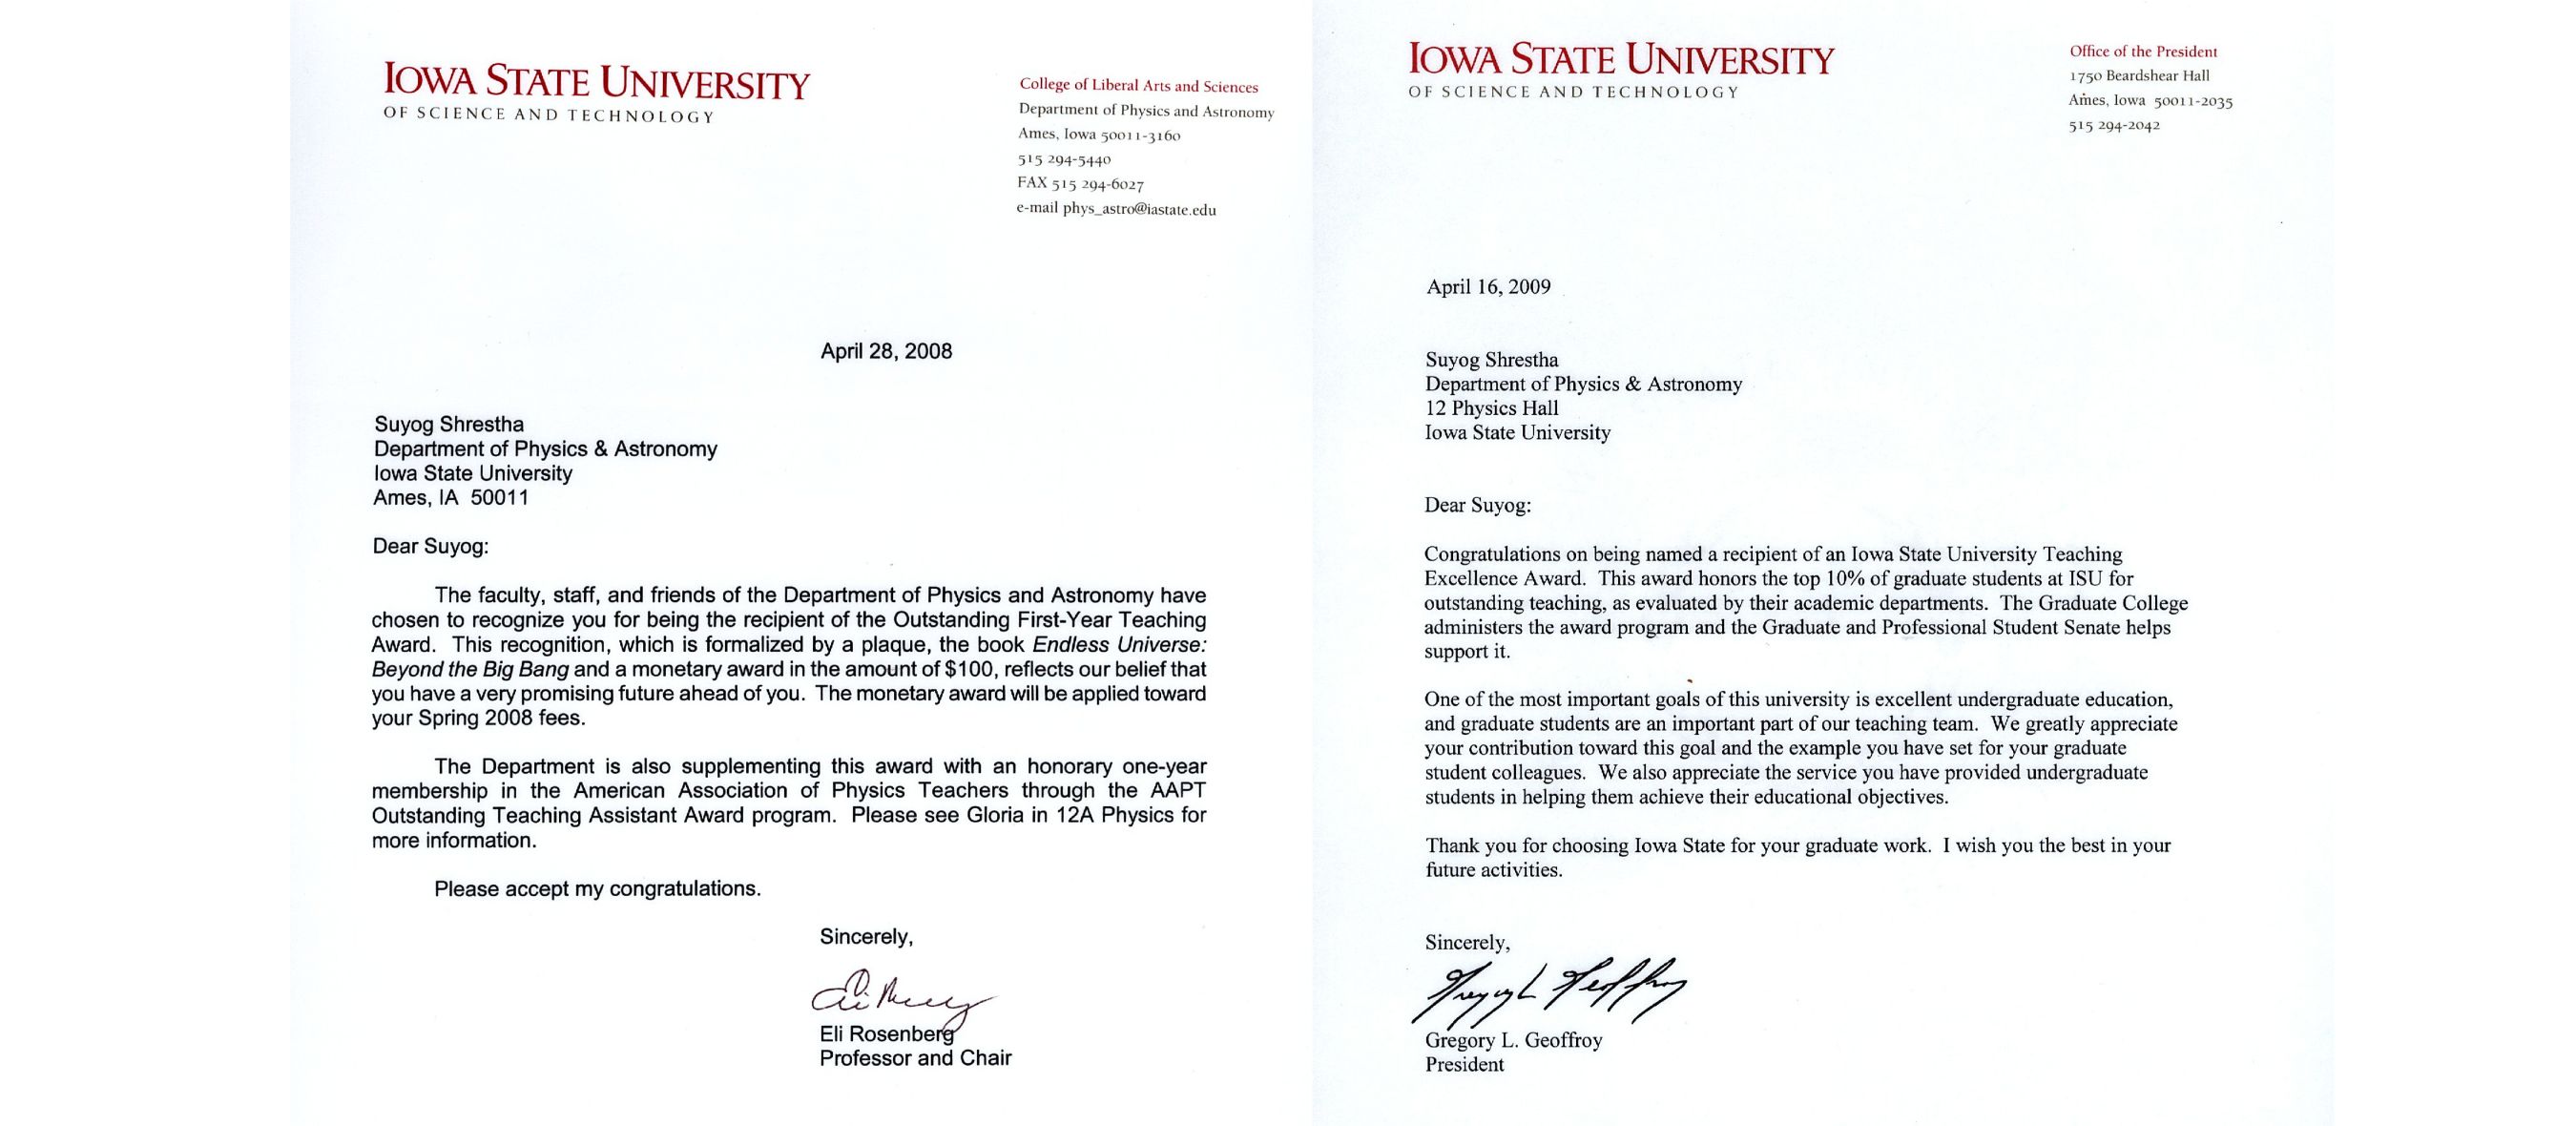 IOWA STATE UNIVERSITY
OF SCIENCE AND TECHNOLOGY
College of Liberal Arts and Sciences
Department of Physics and Astronomy
Ames, Iowa 50011-3160
515 294-5440
FAX 515 294-6027
e-mail phys_astro@iastate.edu
April 28, 2008
Suyog Shrestha
Department of Physics & Astronomy
Iowa State University
Ames, IA 50011
Dear Suyog:
The faculty, staff, and friends of the Department of Physics and Astronomy have
chosen to recognize you for being the recipient of the Outstanding First-Year Teaching
Award. This recognition, which is formalized by a plaque, the book Endless Universe:
Beyond the Big Bang and a monetary award in the amount of $100, reflects our belief that
you have a very promising future ahead of you. The monetary award will be applied toward
your Spring 2008 fees.
The Department is also supplementing this award with an honorary one-year
membership in the American Association of Physics Teachers through the AAPT
Outstanding Teaching Assistant Award program. Please see Gloria in 12A Physics for
more information.
Please accept my congratulations.
Sincerely,
Eli Rosenberg
Professor and Chair
IOWA STATE UNIVERSITY
OF SCIENCE AND TECHNOLOGY
Office of the President
1750 Beardshear Hall
Ames, Iowa 50011-2035
515 294-2042
April 16, 2009
Suyog Shrestha
Department of Physics & Astronomy
12 Physics Hall
Iowa State University
Dear Suyog:
Congratulations on being named a recipient of an Iowa State University Teaching
Excellence Award. This award honors the top 10% of graduate students at ISU for
outstanding teaching, as evaluated by their academic departments. The Graduate College
administers the award program and the Graduate and Professional Student Senate helps
support it.
One of the most important goals of this university is excellent undergraduate education,
and graduate students are an important part of our teaching team. We greatly appreciate
your contribution toward this goal and the example you have set for your graduate
student colleagues. We also appreciate the service you have provided undergraduate
students in helping them achieve their educational objectives.
Thank you for choosing Iowa State for your graduate work. I wish you the best in your
future activities.
Sincerely,
Gregory L Geoffroy
Gregory L. Geoffroy
President